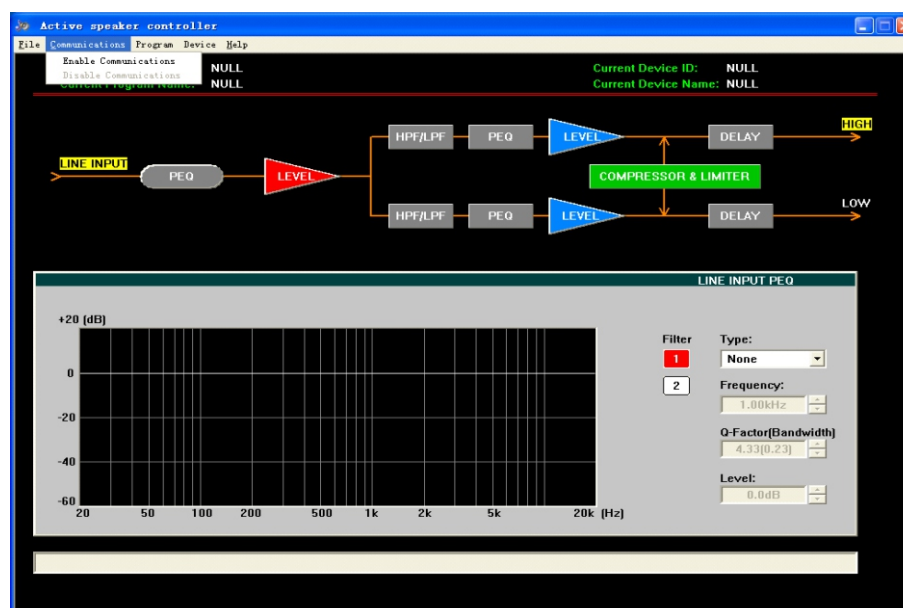 Active speaker controller
File Communications Program Device Help
Enable Communications
Disable Communications
NULL
Current Program Name: NULL
Current Device ID: NULL
Current Device Name: NULL
LINE INPUT
PEQ
LEVEL
HPF/LPF PEQ LEVEL DELAY HIGH
COMPRESSOR & LIMITER
HPF/LPF PEQ LEVEL DELAY LOW
LINE INPUT PEQ
+20 (dB)
0
-20
-40
-60
20 50 100 200 500 1k 2k 5k 20k (Hz)
Filter
1
2
Type:
None
Frequency:
1.00kHz
Q-Factor(Bandwidth)
4.33(0.23)
Level:
0.0dB